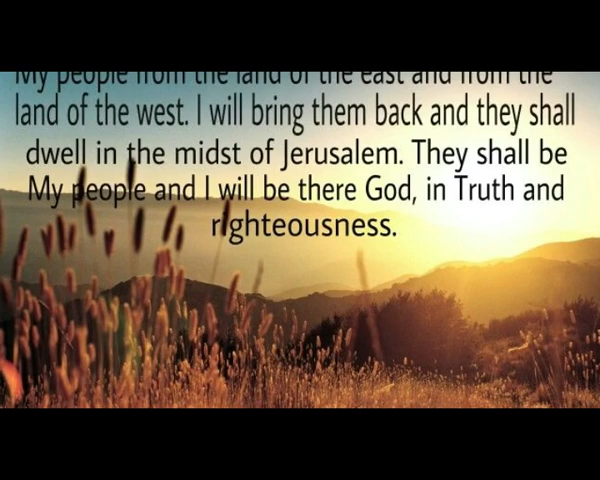 My people from the land of the east and from the
land of the west. I will bring them back and they shall
dwell in the midst of Jerusalem. They shall be
My people and I will be there God, in Truth and
righteousness.